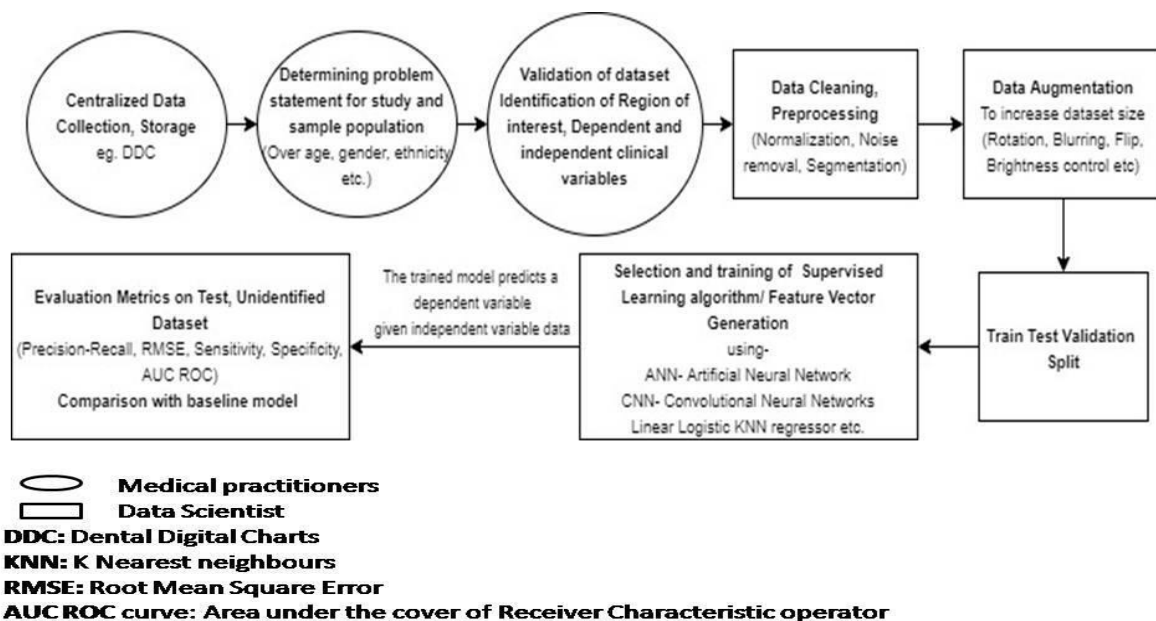 Centralized Data
Collection, Storage
eg. DDC
Determining problem
statement for study and
sample population
(Over age, gender, ethnicity
etc.)
Validation of dataset
Identification of Region of
interest, Dependent and
independent clinical
variables
Data Cleaning,
Preprocessing
(Normalization, Noise
removal, Segmentation)
Data Augmentation
To increase dataset size
(Rotation, Blurring, Flip,
Brightness control etc)
Train Test Validation
Split
Selection and training of Supervised
Learning algorithm/ Feature Vector
Generation
using-
ANN- Artificial Neural Network
CNN- Convolutional Neural Networks
Linear Logistic KNN regressor etc.
The trained model predicts a
dependent variable
given independent variable data
Evaluation Metrics on Test, Unidentified
Dataset
(Precision-Recall, RMSE, Sensitivity, Specificity,
AUC ROC)
Comparison with baseline model
Medical practitioners
Data Scientist
DDC: Dental Digital Charts
KNN: K Nearest neighbours
RMSE: Root Mean Square Error
AUC ROC curve: Area under the cover of Receiver Characteristic operator